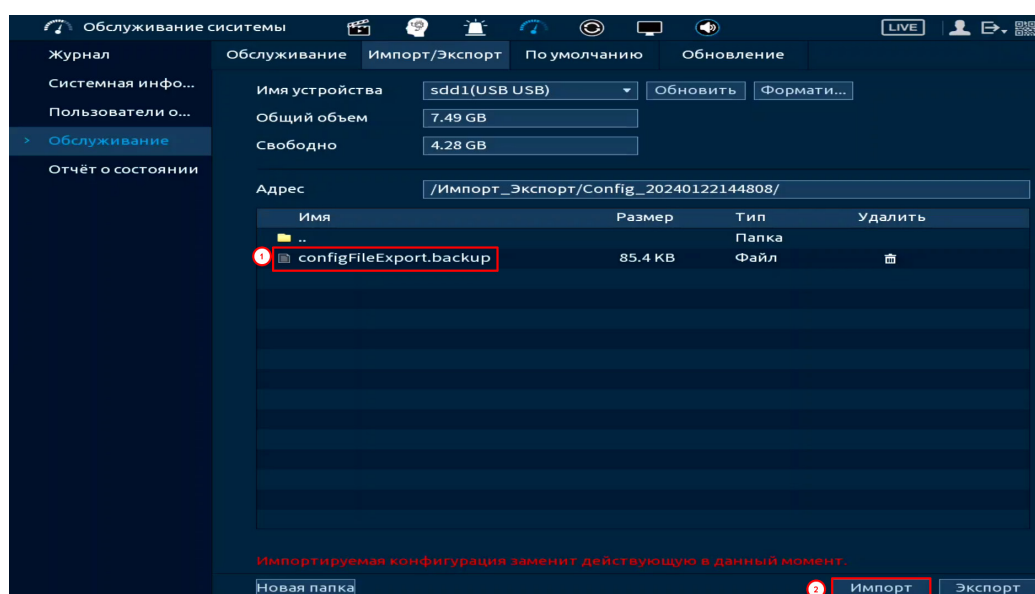 Обслуживание сиситемы LIVE
Журнал
Системная инфо...
Пользователи о...
> Обслуживание
Отчёт о состоянии
Обслуживание Импорт/Экспорт По умолчанию Обновление
Имя устройства sdd1(USB USB) Обновить Формати...
Общий объем 7.49 GB
Свободно 4.28 GB
Адрес /Импорт_Экспорт/Config_20240122144808/
Имя Размер Тип Удалить
.. Папка
1 configFileExport.backup 85.4 KB Файл
Импортируемая конфигурация заменит действующую в данный момент.
Новая папка 2 Импорт Экспорт